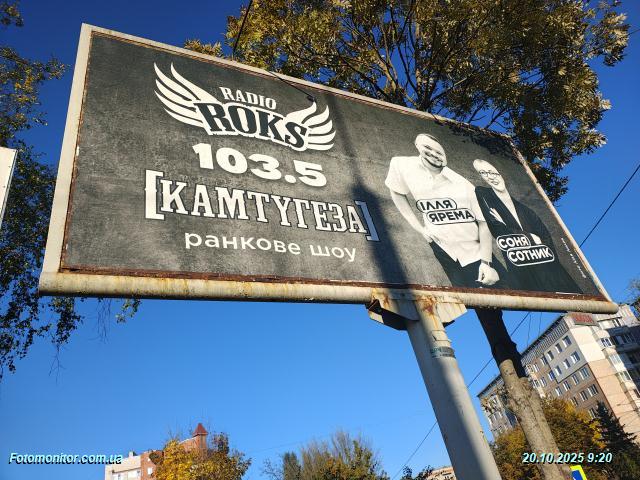 RADIO
ROKS
103.5
[КАМТУГЕЗА]
ранкове шоу
ІЛЛЯ
ЯРЕМА
СОНЯ
СОТНИК
Fotomonitor.com.ua
20.10.2025 9:20